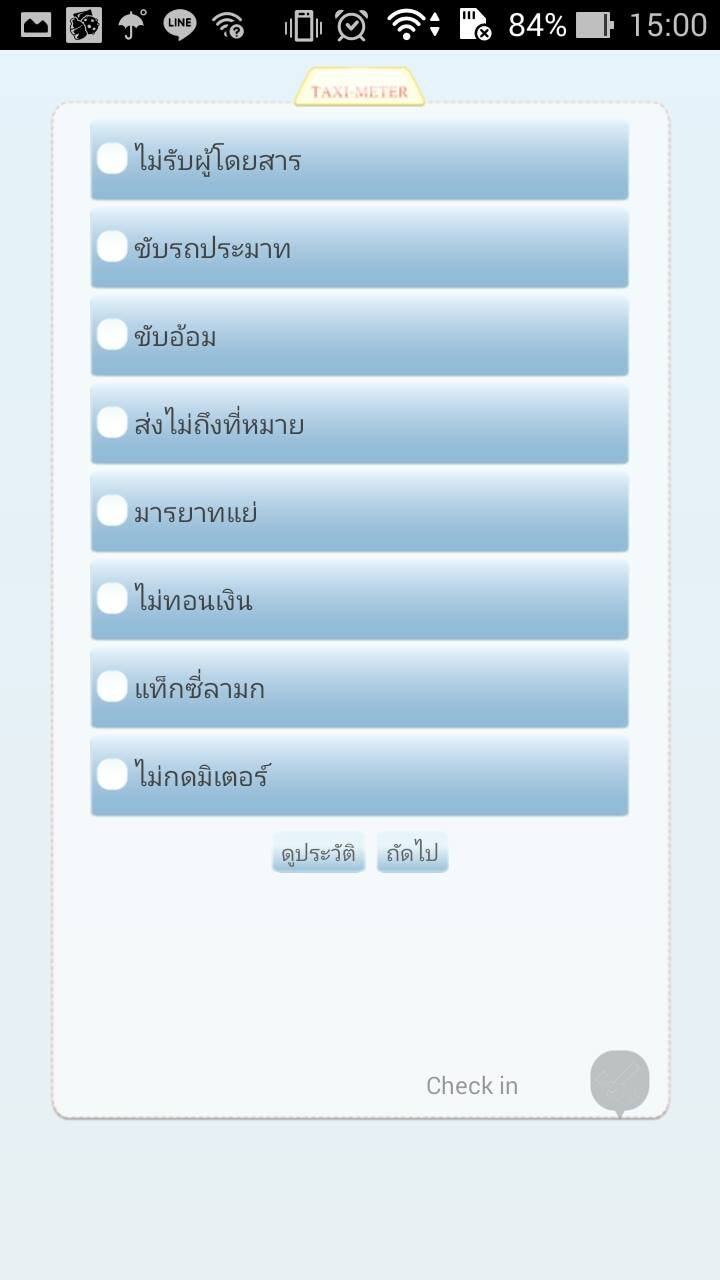 LINE
84%
15:00
TAXI-METER
ไม่รับผู้โดยสาร
ขับรถประมาท
ขับอ้อม
ส่งไม่ถึงที่หมาย
มารยาทแย่
ไม่ทอนเงิน
แท็กซี่ลามก
ไม่กดมิเตอร์
ดูประวัติ ถัดไป
Check in